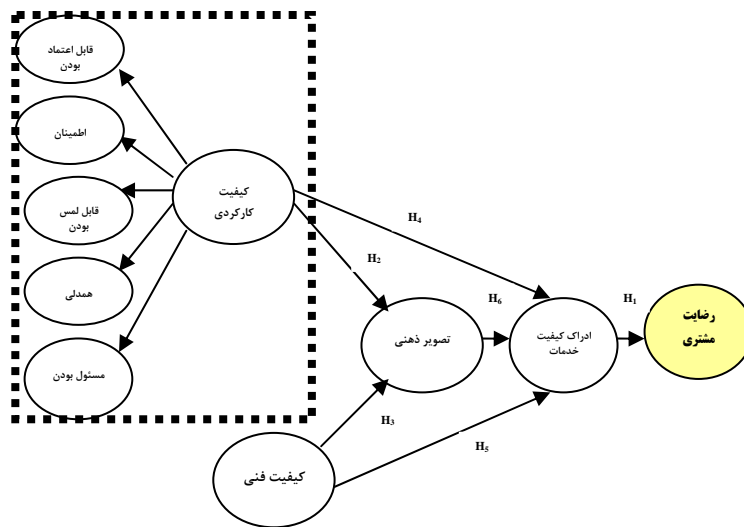 قابل اعتماد
بودن
اطمینان
قابل لمس
بودن
همدلی
مسئول بودن
کیفیت
کارکردی
H4
H2
تصویر ذهنی
H6
ادراک کیفیت
خدمات
H1
رضایت
مشتری
H3
H5
کیفیت فنی